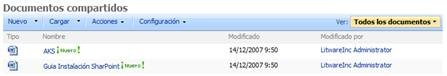 Documentos compartidos
Nuevo Cargar Acciones Configuración Ver: Todos los documentos
Tipo Nombre Modificado Modificado por
AKS ¡Nuevo! 14/12/2007 9:50 LitwareInc Administrator
Guia Instalación SharPoint ¡Nuevo! 14/12/2007 9:50 LitwareInc Administrator